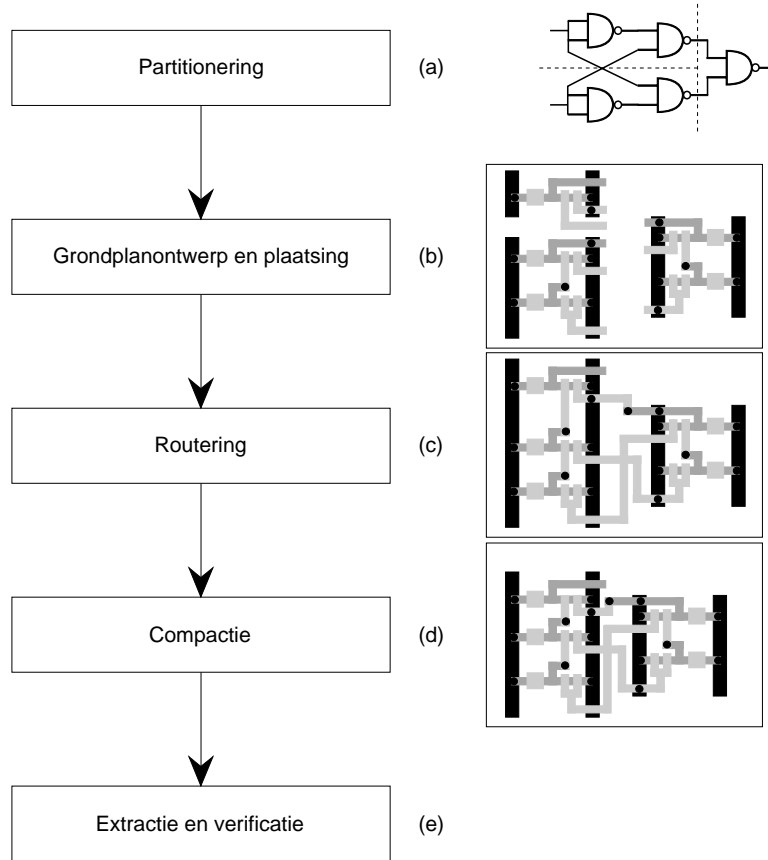 Partitionering
(a)
Grondplanontwerp en plaatsing
(b)
Routering
(c)
Compactie
(d)
Extractie en verificatie
(e)